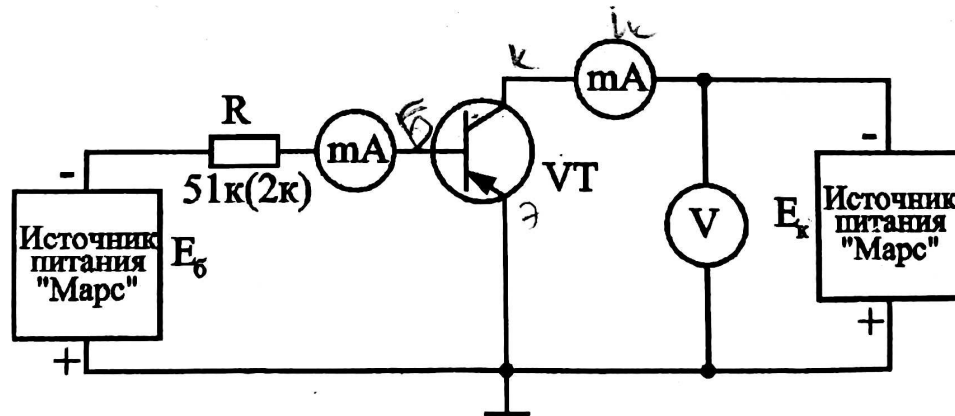 iк
к
mA
R
Б
mA
VT
51к(2к)
э
-
-
Источник
питания
"Марс"
Eб
V
Eк
Источник
питания
"Марс"
+
+